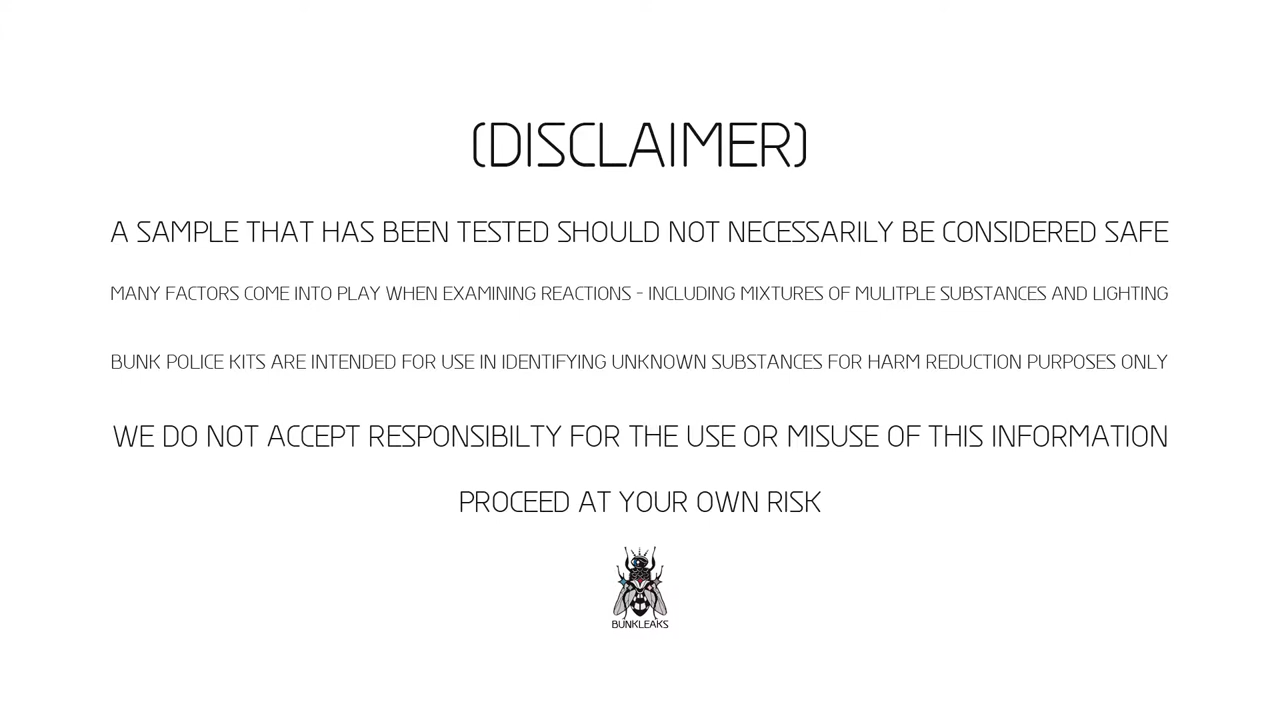 (DISCLAIMER)
A SAMPLE THAT HAS BEEN TESTED SHOULD NOT NECESSARILY BE CONSIDERED SAFE
MANY FACTORS COME INTO PLAY WHEN EXAMINING REACTIONS - INCLUDING MIXTURES OF MULITPLE SUBSTANCES AND LIGHTING
BUNK POLICE KITS ARE INTENDED FOR USE IN IDENTIFYING UNKNOWN SUBSTANCES FOR HARM REDUCTION PURPOSES ONLY
WE DO NOT ACCEPT RESPONSIBILTY FOR THE USE OR MISUSE OF THIS INFORMATION
PROCEED AT YOUR OWN RISK
BUNKLEAKS